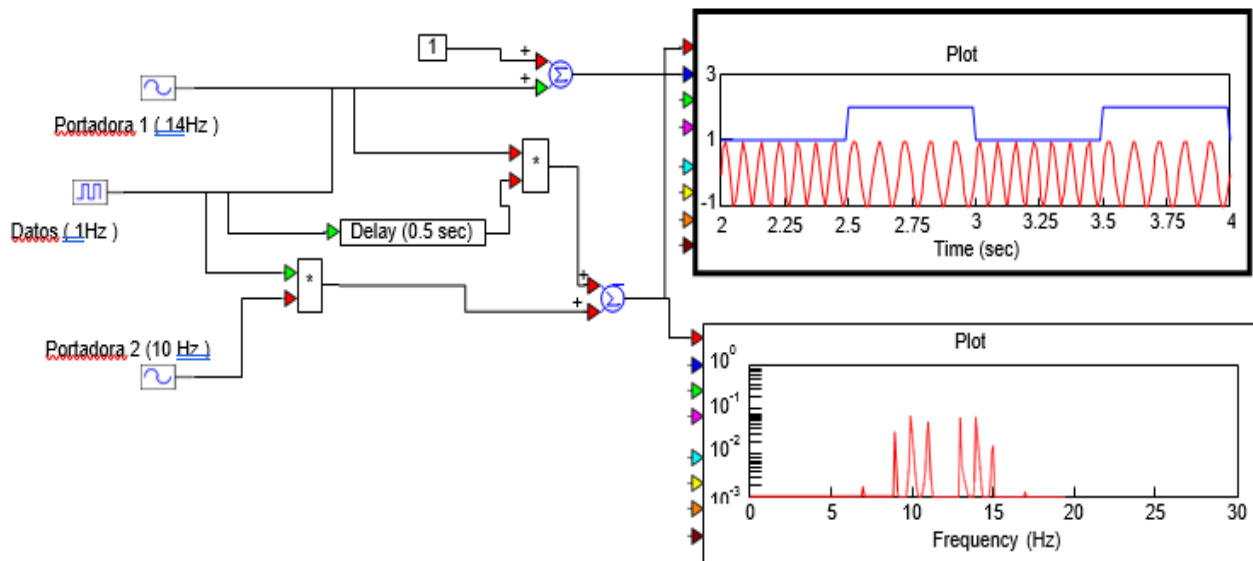 1
+
+
Portadora 1 ( 14Hz )
Datos ( 1Hz )
Delay (0.5 sec)
*
*
Portadora 2 (10 Hz )
+
+
Σ
Σ
Plot
3
1
-1
2 2.25 2.5 2.75 3 3.25 3.5 3.75 4
Time (sec)
Plot
10^0
10^-1
10^-2
10^-3
0 5 10 15 20 25 30
Frequency (Hz)